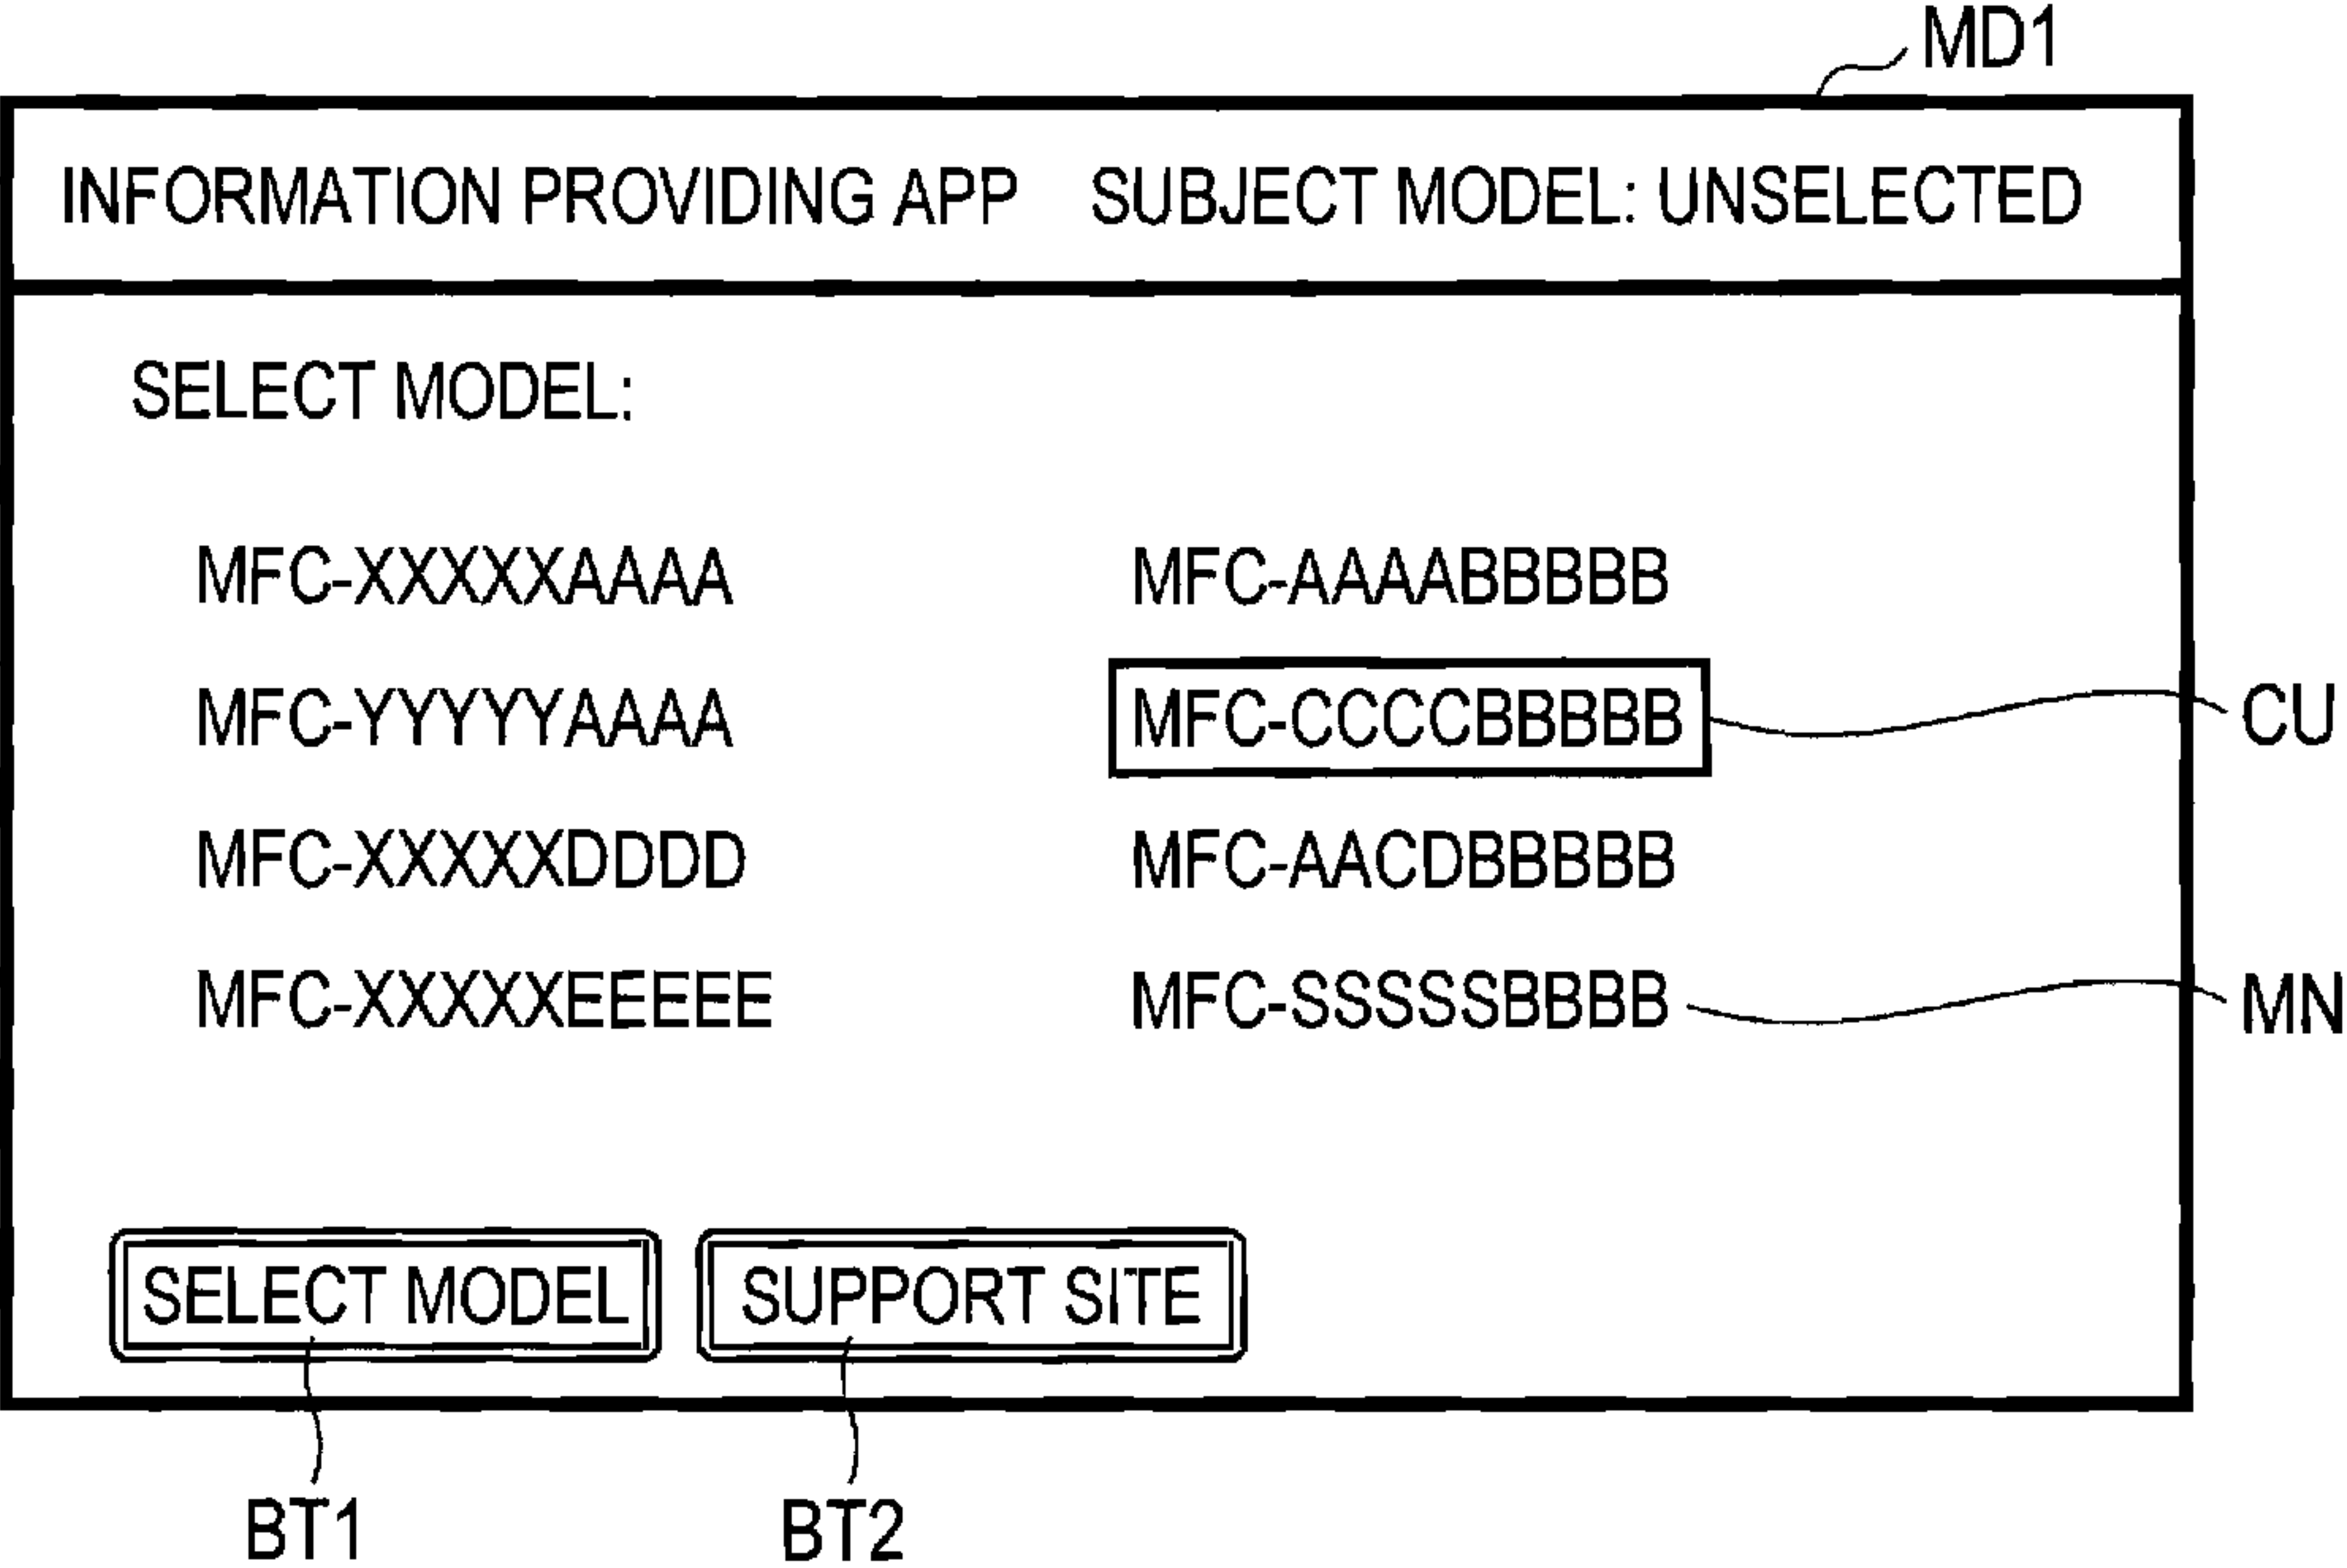 MD1
INFORMATION PROVIDING APP SUBJECT MODEL: UNSELECTED
SELECT MODEL:
MFC-XXXXXAAAA MFC-AAAABBBBB
MFC-YYYYYAAAA MFC-CCCCBBBBB CU
MFC-XXXXXDDDD MFC-AACDBBBBB
MFC-XXXXXEEEEE MFC-SSSSSBBBB MN
SELECT MODEL SUPPORT SITE
BT1 BT2